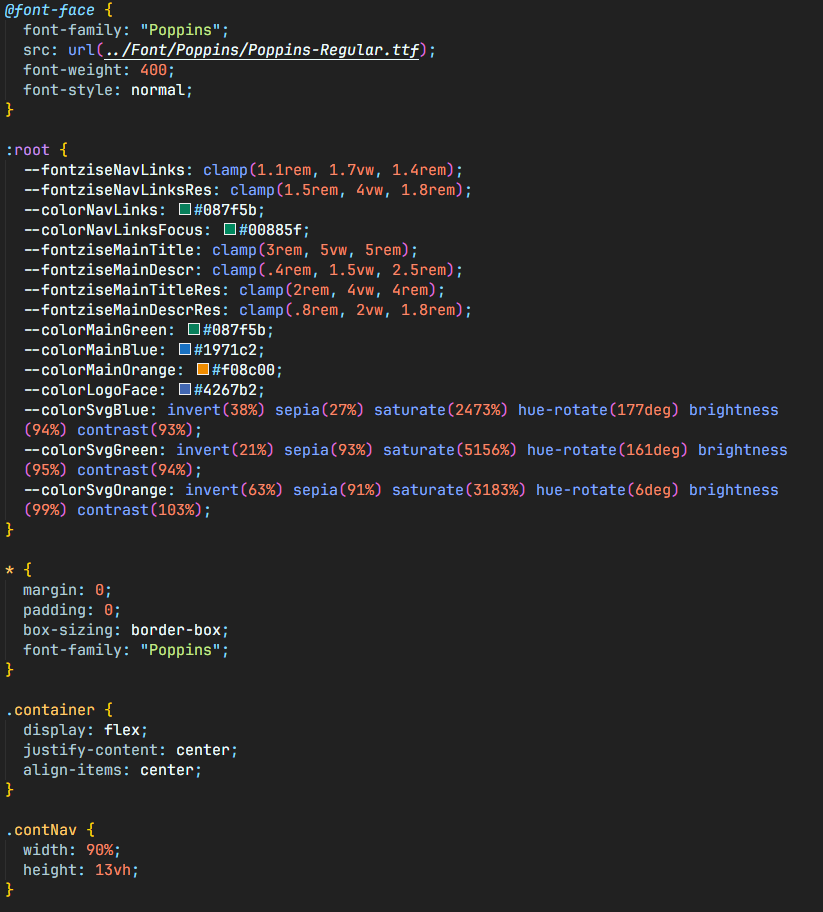 @font-face {
  font-family: "Poppins";
  src: url(../Font/Poppins/Poppins-Regular.ttf);
  font-weight: 400;
  font-style: normal;
}

:root {
  --fontziseNavLinks: clamp(1.1rem, 1.7vw, 1.4rem);
  --fontziseNavLinksRes: clamp(1.5rem, 4vw, 1.8rem);
  --colorNavLinks: #087f5b;
  --colorNavLinksFocus: #00885f;
  --fontziseMainTitle: clamp(3rem, 5vw, 5rem);
  --fontziseMainDescr: clamp(.4rem, 1.5vw, 2.5rem);
  --fontziseMainTitleRes: clamp(2rem, 4vw, 4rem);
  --fontziseMainDescrRes: clamp(.8rem, 2vw, 1.8rem);
  --colorMainGreen: #087f5b;
  --colorMainBlue: #1971c2;
  --colorMainOrange: #f08c00;
  --colorLogoFace: #4267b2;
  --colorSvgBlue: invert(38%) sepia(27%) saturate(2473%) hue-rotate(177deg) brightness
  (94%) contrast(93%);
  --colorSvgGreen: invert(21%) sepia(93%) saturate(5156%) hue-rotate(161deg) brightness
  (95%) contrast(94%);
  --colorSvgOrange: invert(63%) sepia(91%) saturate(3183%) hue-rotate(6deg) brightness
  (99%) contrast(103%);
}

* {
  margin: 0;
  padding: 0;
  box-sizing: border-box;
  font-family: "Poppins";
}

.container {
  display: flex;
  justify-content: center;
  align-items: center;
}

.contNav {
  width: 90%;
  height: 13vh;
}